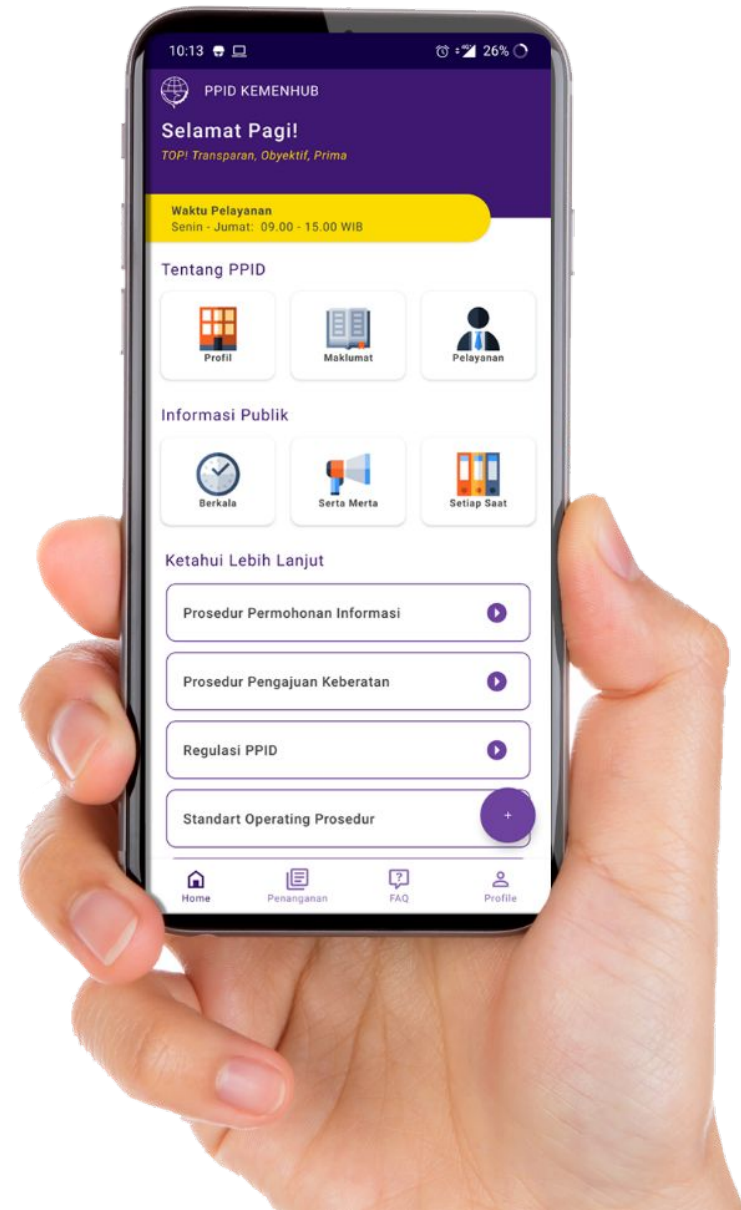 10:13 26%
PPID KEMENHUB
Selamat Pagi!
TOP! Transparan, Obyektif, Prima
Waktu Pelayanan
Senin - Jumat: 09.00 - 15.00 WIB
Tentang PPID
Profil Maklumat Pelayanan
Informasi Publik
Berkala Serta Merta Setiap Saat
Ketahui Lebih Lanjut
Prosedur Permohonan Informasi
Prosedur Pengajuan Keberatan
Regulasi PPID
Standart Operating Prosedur
+
Home Penanganan FAQ Profile